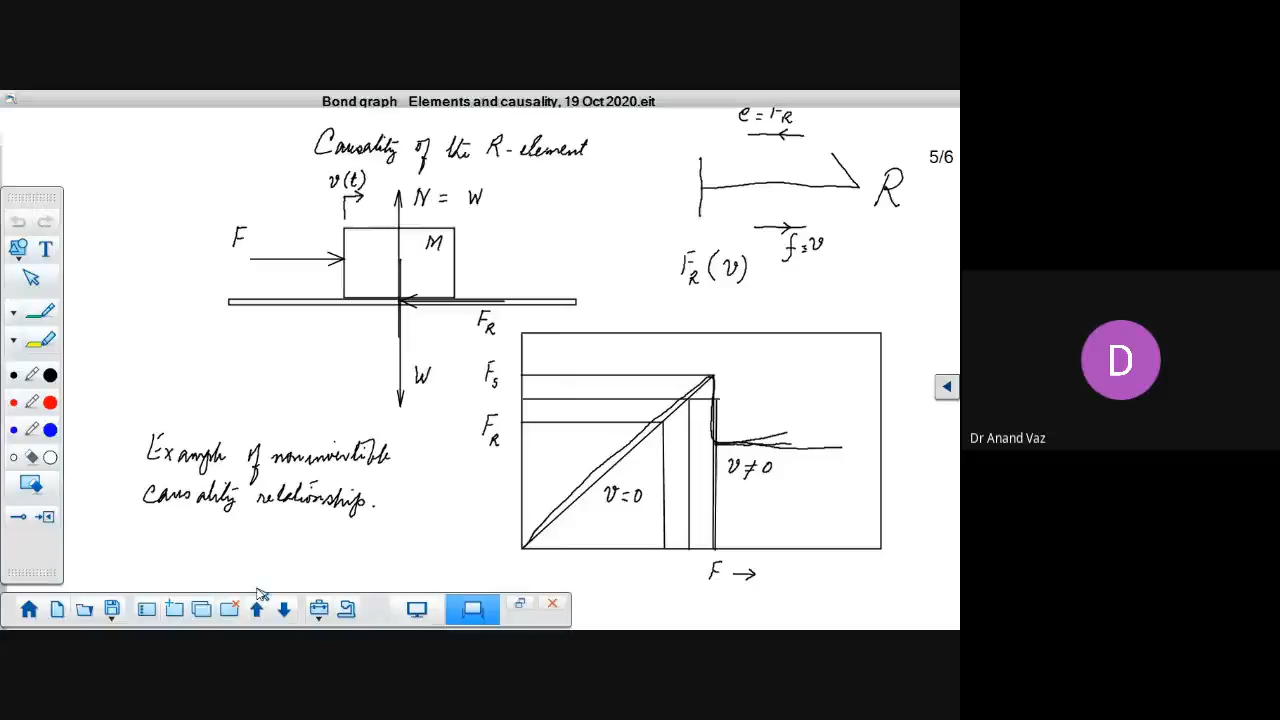 Bond graph Elements and causality, 19 Oct 2020.eit
5/6
Causality of the R-element
e = F_R
R
f = v
F_R (v)
v(t)
N = W
F
M
F_R
W
Example of noninvertible
causality relationship.
F_s
F_R
v = 0
v ≠ 0
F →
T
D
Dr Anand Vaz